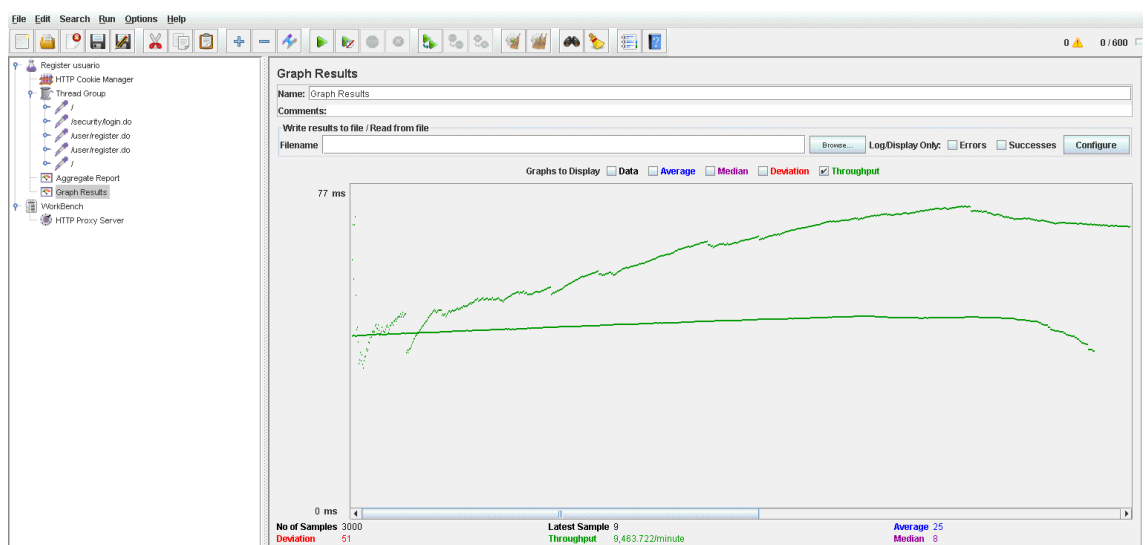 File Edit Search Run Options Help
0 0/600
Register usuario
HTTP Cookie Manager
Thread Group
/
/security/login.do
/user/register.do
/user/register.do
/
Aggregate Report
Graph Results
WorkBench
HTTP Proxy Server
Graph Results
Name: Graph Results
Comments:
Write results to file / Read from file
Filename Browse... Log/Display Only: Errors Successes Configure
Graphs to Display Data Average Median Deviation Throughput
77 ms
0 ms
No of Samples 3000 Latest Sample 9 Average 25
Deviation 51 Throughput 9,463.722/minute Median 8